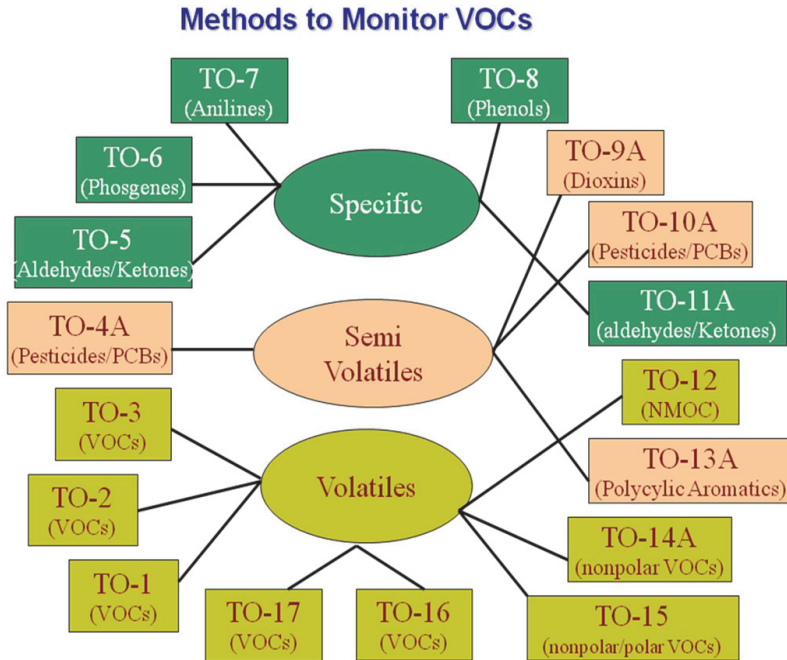 Methods to Monitor VOCs
TO-7
(Anilines)
TO-8
(Phenols)
TO-6
(Phosgenes)
TO-9A
(Dioxins)
Specific
TO-5
(Aldehydes/Ketones)
TO-10A
(Pesticides/PCBs)
TO-11A
(aldehydes/Ketones)
TO-4A
(Pesticides/PCBs)
Semi
Volatiles
TO-12
(NMOC)
TO-3
(VOCs)
TO-13A
(Polycylic Aromatics)
Volatiles
TO-2
(VOCs)
TO-14A
(nonpolar VOCs)
TO-1
(VOCs)
TO-17
(VOCs)
TO-16
(VOCs)
TO-15
(nonpolar/polar VOCs)